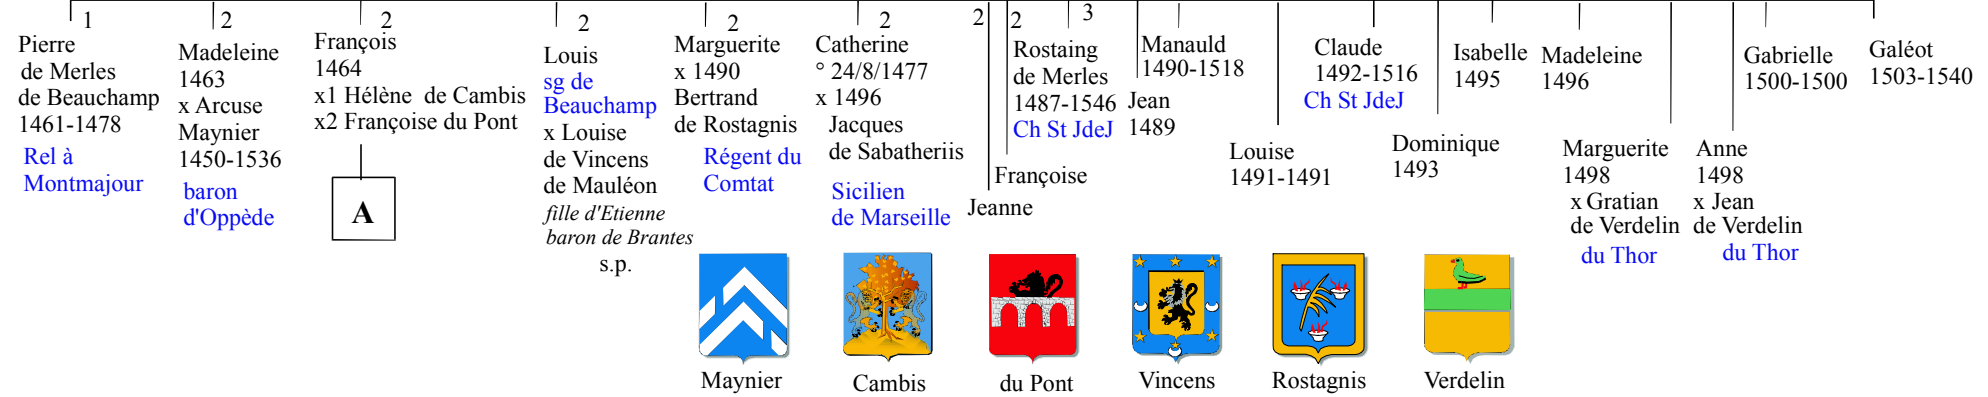 1
Pierre
de Merles
de Beauchamp
1461-1478
Rel à
Montmajour
2
Madeleine
1463
x Arcuse
Maynier
1450-1536
baron
d'Oppède
2
François
1464
x1 Hélène de Cambis
x2 Françoise du Pont
A
2
Louis
sg de
Beauchamp
x Louise
de Vincens
de Mauléon
fille d'Etienne
baron de Brantes
s.p.
2
Marguerite
x 1490
Bertrand
de Rostagnis
Régent du
Comtat
2
Catherine
° 24/8/1477
x 1496
Jacques
de Sabatheriis
Sicilien
de Marseille
2
Jeanne
2
Françoise
3
Rostaing
de Merles
1487-1546
Ch St JdeJ
Jean
1489
Manauld
1490-1518
Louise
1491-1491
Claude
1492-1516
Ch St JdeJ
Dominique
1493
Isabelle
1495
Madeleine
1496
Marguerite
1498
x Gratian
de Verdelin
du Thor
Anne
1498
x Jean
de Verdelin
du Thor
Gabrielle
1500-1500
Galéot
1503-1540
Maynier
Cambis
du Pont
Vincens
Rostagnis
Verdelin